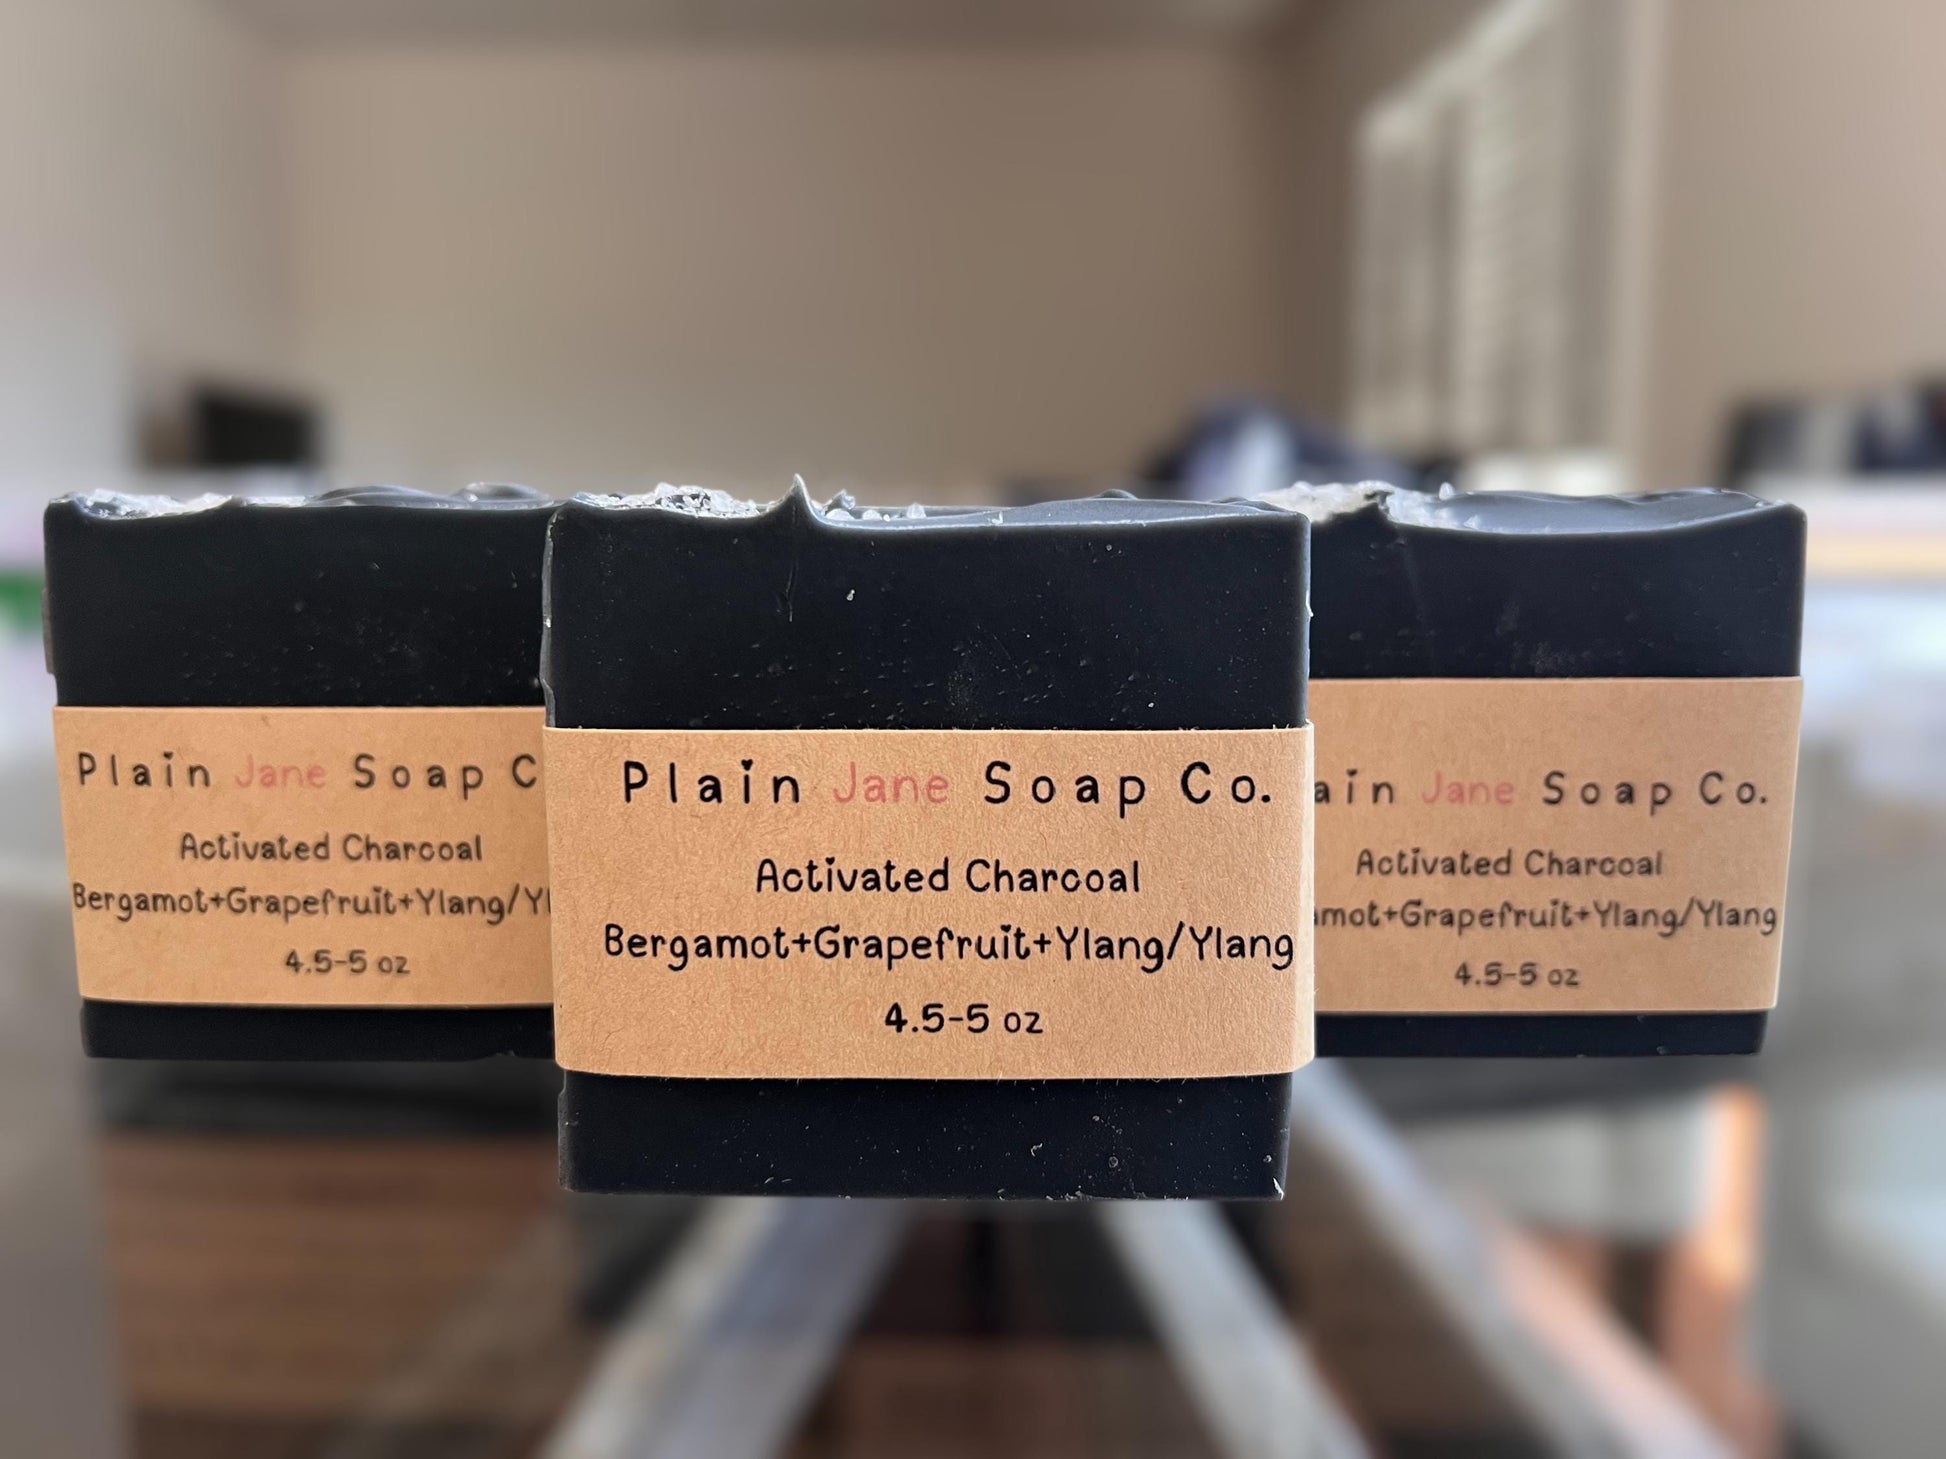 Plain Jane Soap C
Activated Charcoal
Bergamot+Grapefruit+Ylang/Yl
4.5-5 oz
Plain Jane Soap Co.
Activated Charcoal
Bergamot+Grapefruit+Ylang/Ylang
4.5-5 oz
ain Jane Soap Co.
Activated Charcoal
mot+Grapefruit+Ylang/Ylang
4.5-5 oz